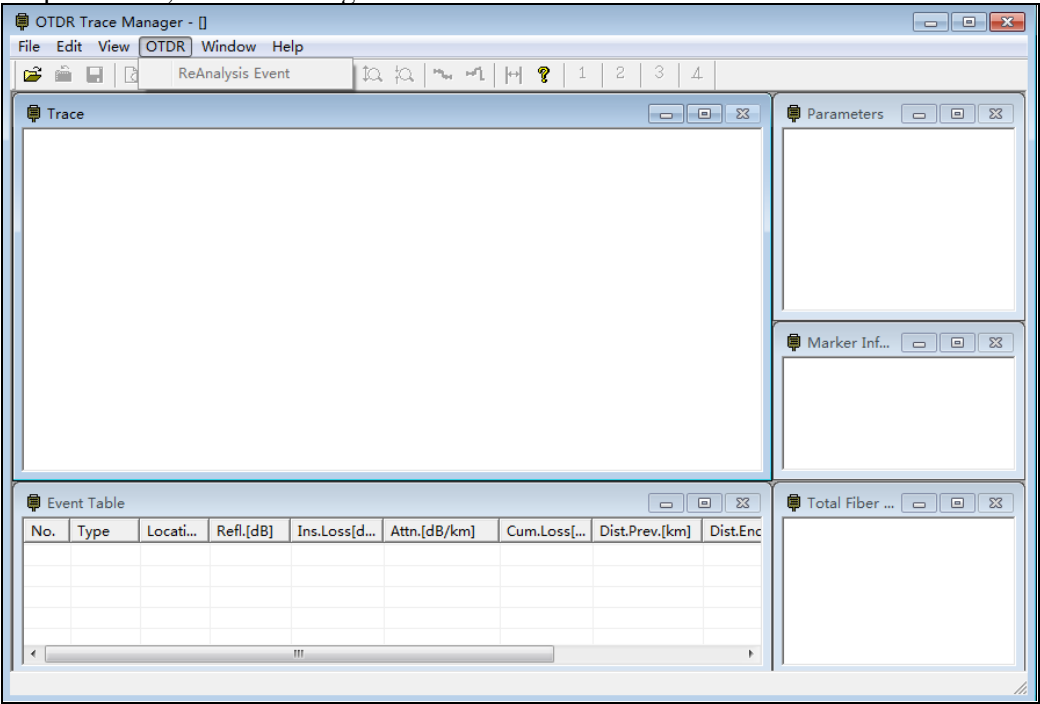 OTDR Trace Manager - []
File Edit View OTDR Window Help
ReAnalysis Event
1 2 3 4
Trace
Parameters
Marker Inf...
Event Table
Total Fiber ...
No. Type Locati... Refl.[dB] Ins.Loss[d... Attn.[dB/km] Cum.Loss[... Dist.Prev.[km] Dist.Enc